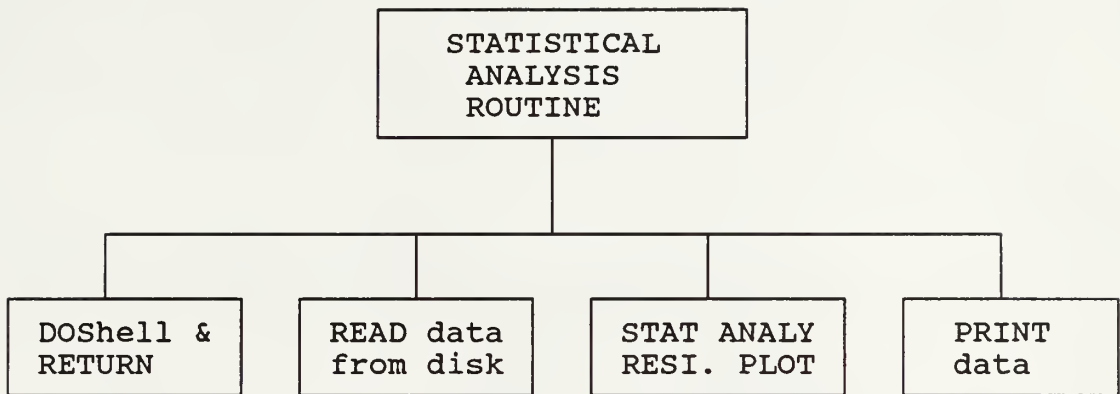 STATISTICAL
ANALYSIS
ROUTINE
DOShell &
RETURN
READ data
from disk
STAT ANALY
RESI. PLOT
PRINT
data